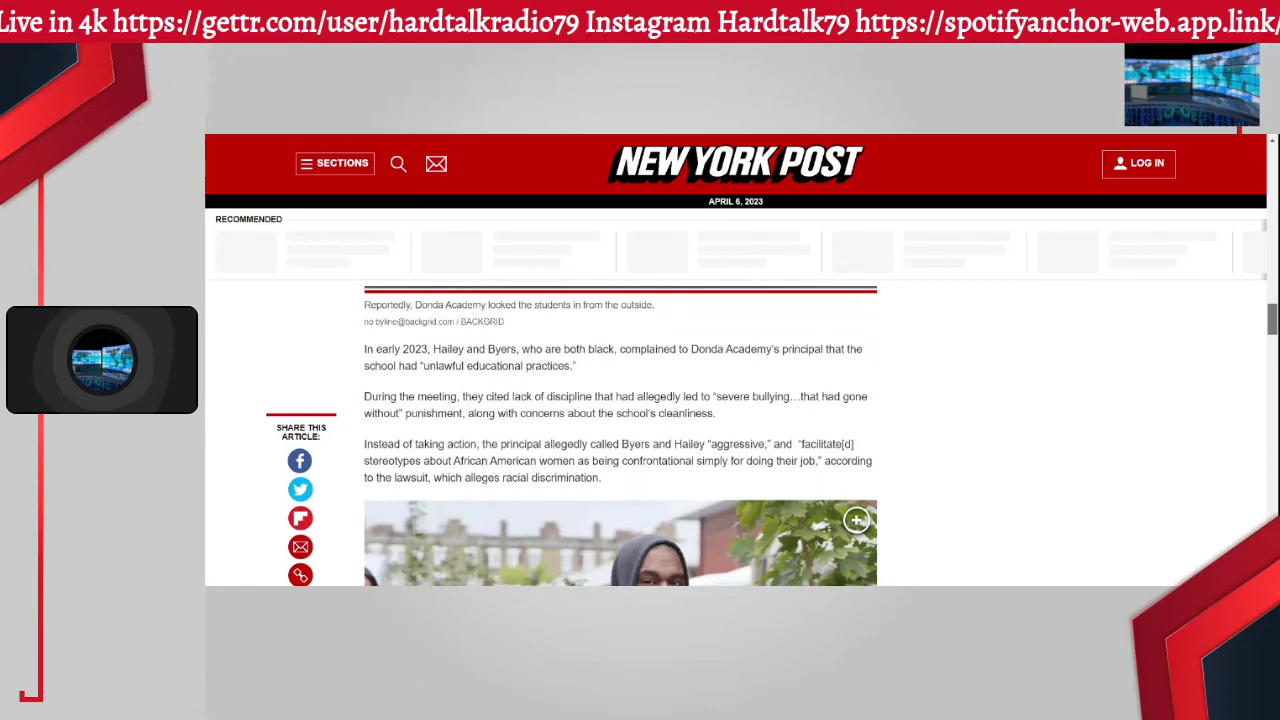 Live in 4k https://gettr.com/user/hardtalkradio79 Instagram Hardtalk79 https://spotifyanchor-web.app.link/
SECTIONS
NEW YORK POST
LOG IN
APRIL 6, 2023
RECOMMENDED
Reportedly, Donda Academy locked the students in from the outside.
no byline@backgrid.com / BACKGRID
In early 2023, Hailey and Byers, who are both black, complained to Donda Academy's principal that the
school had “unlawful educational practices.”
During the meeting, they cited lack of discipline that had allegedly led to “severe bullying…that had gone
without” punishment, along with concerns about the school's cleanliness.
Instead of taking action, the principal allegedly called Byers and Hailey “aggressive,” and “facilitate[d]
stereotypes about African American women as being confrontational simply for doing their job,” according
to the lawsuit, which alleges racial discrimination.
SHARE THIS
ARTICLE: